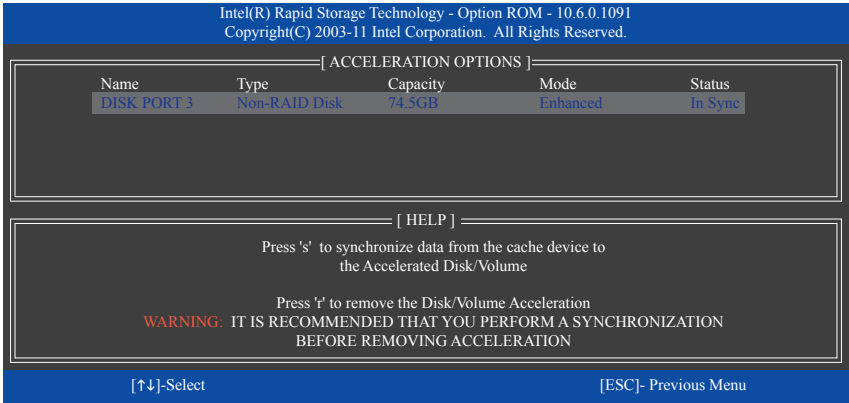 Intel(R) Rapid Storage Technology - Option ROM - 10.6.0.1091
Copyright(C) 2003-11 Intel Corporation. All Rights Reserved.
[ ACCELERATION OPTIONS ]
Name Type Capacity Mode Status
DISK PORT 3 Non-RAID Disk 74.5GB Enhanced In Sync
[ HELP ]
Press 's' to synchronize data from the cache device to
the Accelerated Disk/Volume
Press 'r' to remove the Disk/Volume Acceleration
WARNING: IT IS RECOMMENDED THAT YOU PERFORM A SYNCHRONIZATION
BEFORE REMOVING ACCELERATION
[↑↓]-Select [ESC]- Previous Menu